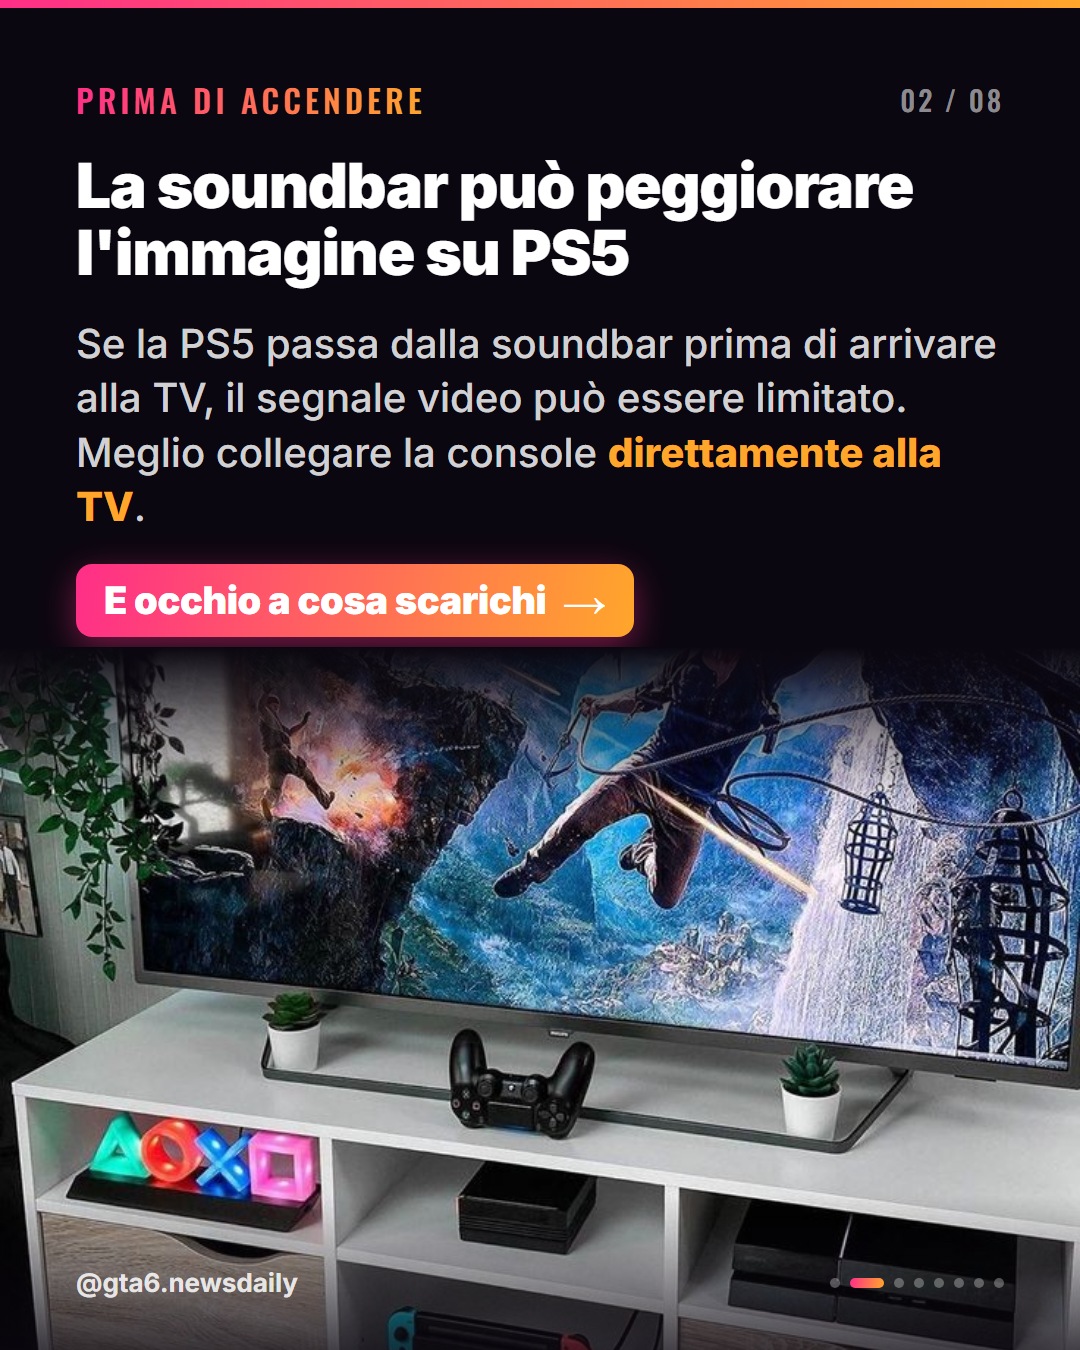 PRIMA DI ACCENDERE
02 / 08
La soundbar può peggiorare
l'immagine su PS5
Se la PS5 passa dalla soundbar prima di arrivare
alla TV, il segnale video può essere limitato.
Meglio collegare la console direttamente alla
TV.
E occhio a cosa scarichi →
PHILIPS
@gta6.newsdaily